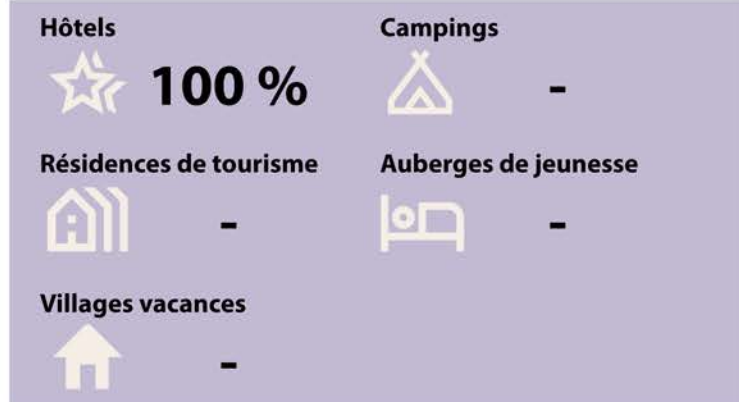 Hôtels
100 %
Campings
-
Résidences de tourisme
-
Auberges de jeunesse
-
Villages vacances
-